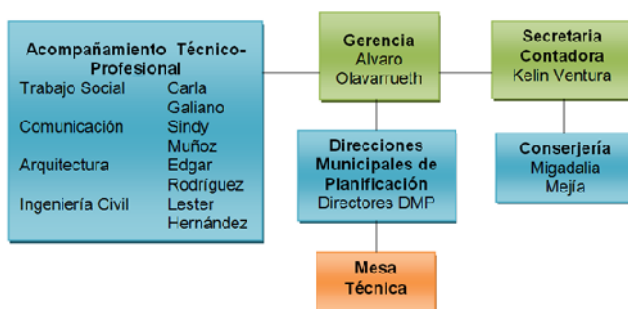 Acompañamiento Técnico-
Profesional
Trabajo Social Carla
Galiano
Comunicación Sindy
Muñoz
Arquitectura Edgar
Rodríguez
Ingeniería Civil Lester
Hernández
Gerencia
Alvaro
Olavarrueth
Secretaria
Contadora
Kelin Ventura
Direcciones
Municipales de
Planificación
Directores DMP
Conserjería
Migadalia
Mejía
Mesa
Técnica